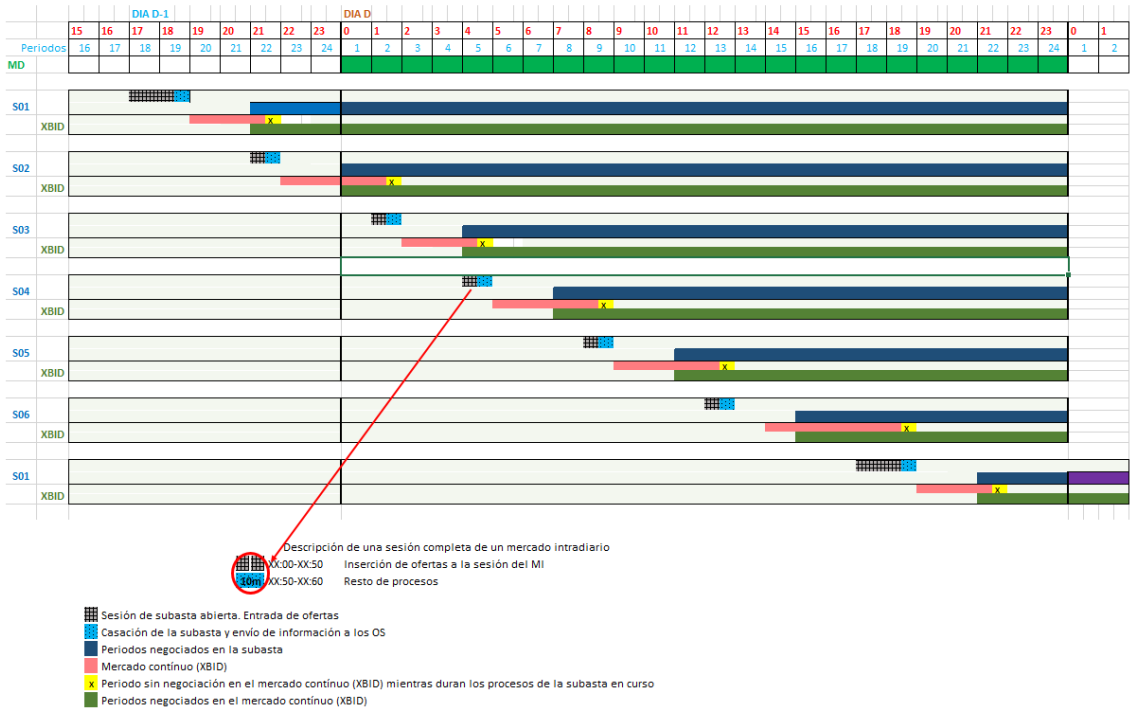 DIA D-1 DIA D
15 16 17 18 19 20 21 22 23 0 1 2 3 4 5 6 7 8 9 10 11 12 13 14 15 16 17 18 19 20 21 22 23 0 1
Periodos 16 17 18 19 20 21 22 23 24 1 2 3 4 5 6 7 8 9 10 11 12 13 14 15 16 17 18 19 20 21 22 23 24 1 2
MD
S01
XBID x
S02
XBID x
S03
XBID x
S04
XBID x
S05
XBID x
S06
XBID x
S01
XBID x
Descripción de una sesión completa de un mercado intradiario
XX:00-XX:50 Inserción de ofertas a la sesión del MI
10m XX:50-XX:60 Resto de procesos
Sesión de subasta abierta. Entrada de ofertas
Casación de la subasta y envío de información a los OS
Periodos negociados en la subasta
Mercado contínuo (XBID)
x Periodo sin negociación en el mercado contínuo (XBID) mientras duran los procesos de la subasta en curso
Periodos negociados en el mercado contínuo (XBID)